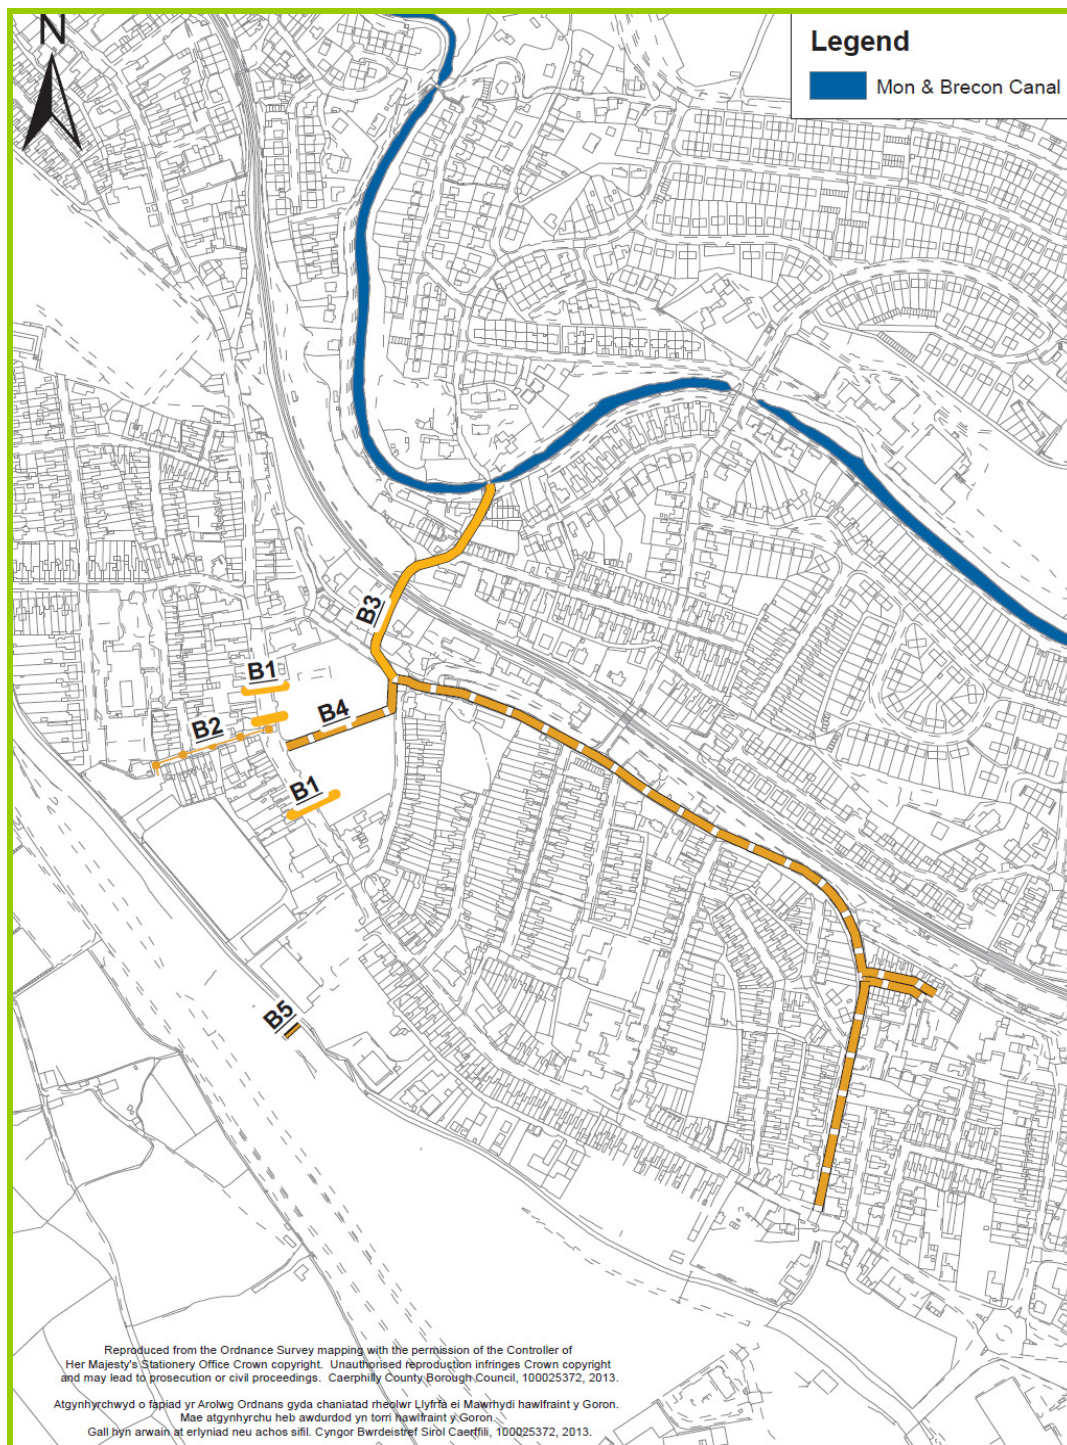 N
Legend
Mon & Brecon Canal
B3
B1
B2
B4
B1
B5
Reproduced from the Ordnance Survey mapping with the permission of the Controller of
Her Majesty's Stationery Office Crown copyright. Unauthorised reproduction infringes Crown copyright
and may lead to prosecution or civil proceedings. Caerphilly County Borough Council, 100025372, 2013.
Atgynhyrchwyd o fapiad yr Arolwg Ordnans gyda chaniatad rheolwr Llyfrfa ei Mawrhydi hawlfraint y Goron.
Mae atgynhyrchu heb awdurdod yn torri hawlfraint y Goron.
Gall hyn arwain at erlyniad neu achos sifil. Cyngor Bwrdeistref Sirol Caerffili, 100025372, 2013.